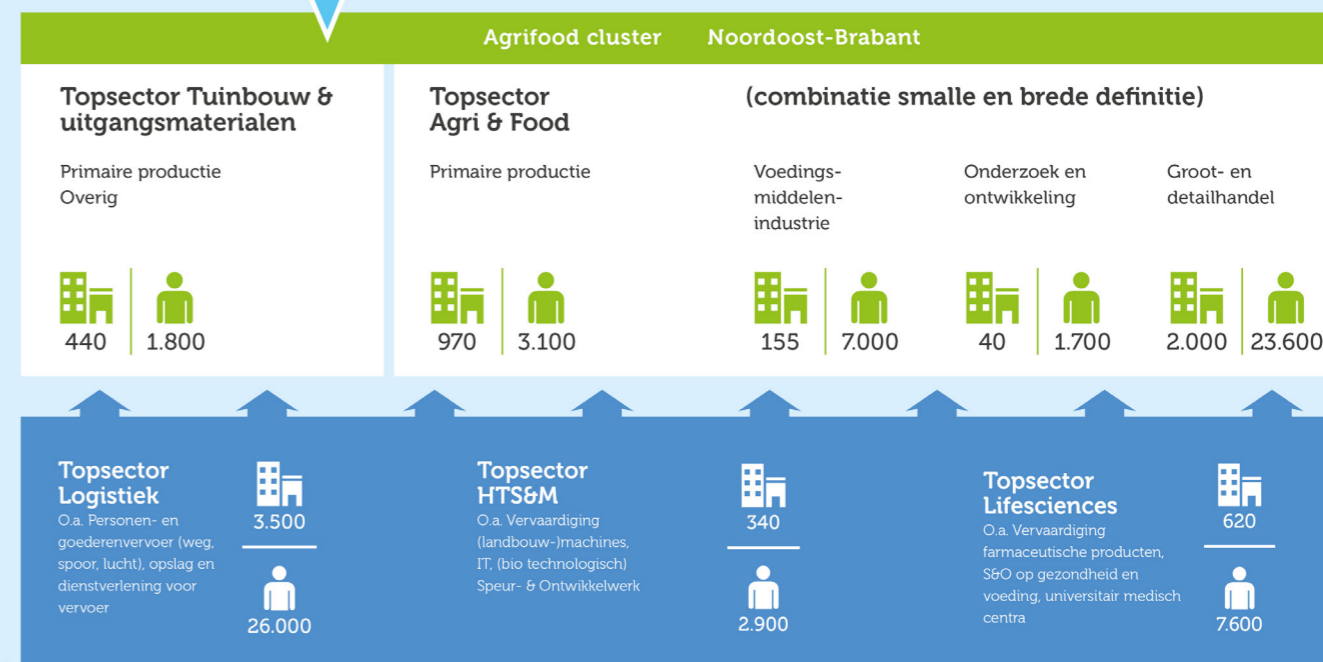 Agrifood cluster Noordoost-Brabant
Topsector Tuinbouw &
uitgangsmaterialen
Primaire productie
Overig
440 1.800
Topsector
Agri & Food
(combinatie smalle en brede definitie)
Primaire productie
970 3.100
Voedings-
middelen-
industrie
155 7.000
Onderzoek en
ontwikkeling
40 1.700
Groot- en
detailhandel
2.000 23.600
Topsector
Logistiek
O.a. Personen- en
goederenvervoer (weg,
spoor, lucht), opslag en
dienstverlening voor
vervoer
3.500
26.000
Topsector
HTS&M
O.a. Vervaardiging
(landbouw-)machines,
IT, (bio technologisch)
Speur- & Ontwikkelwerk
340
2.900
Topsector
Lifesciences
O.a. Vervaardiging
farmaceutische producten,
S&O op gezondheid en
voeding, universitair medisch
centra
620
7.600